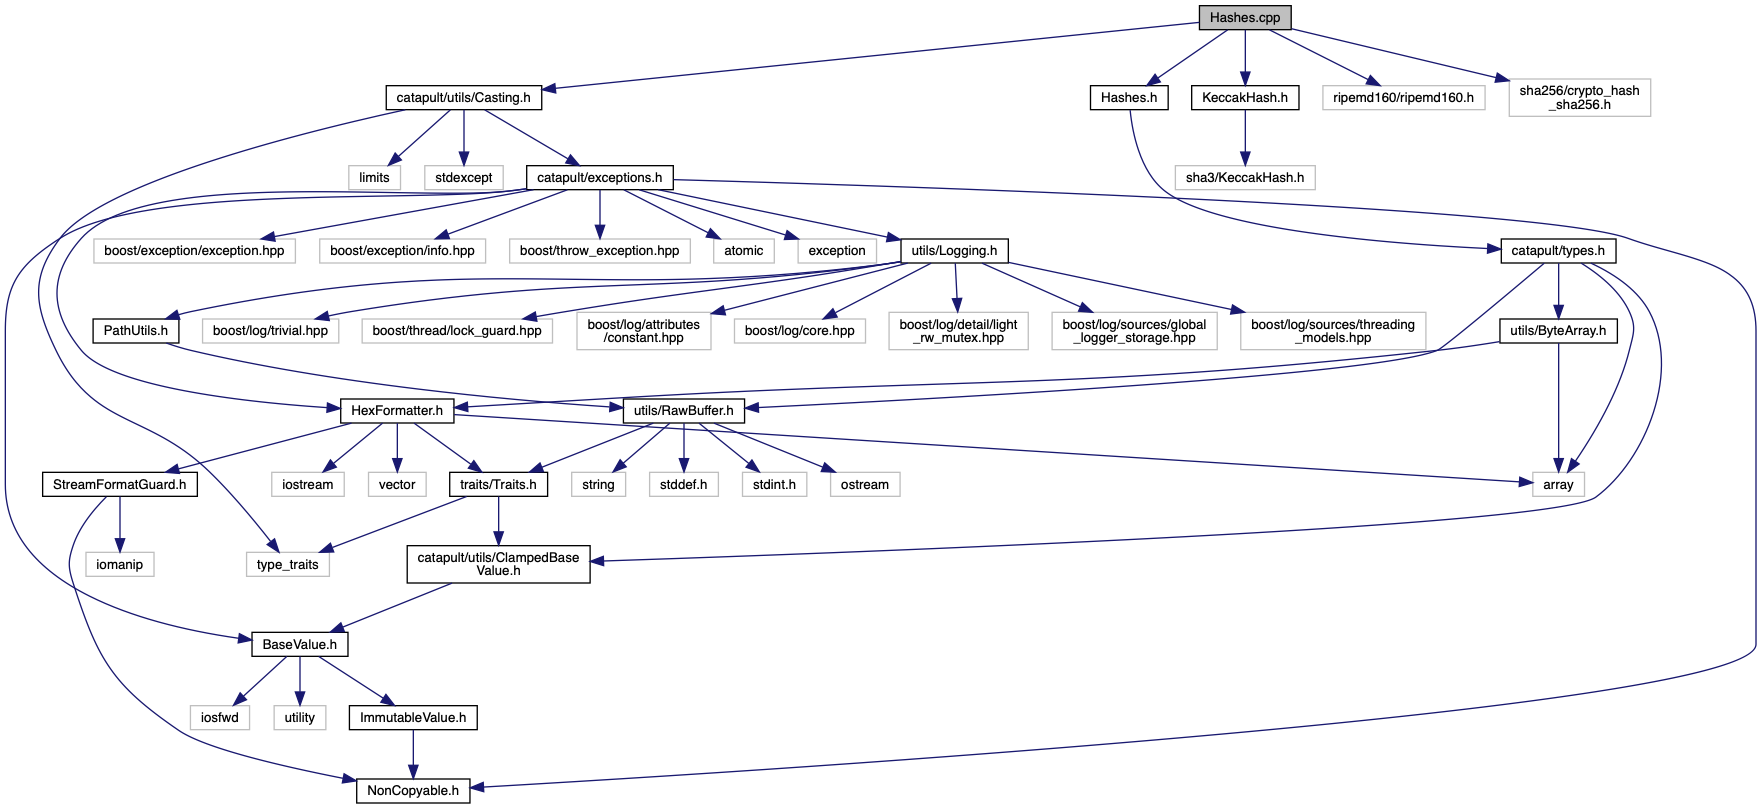 Hashes.cpp
catapult/utils/Casting.h
Hashes.h
KeccakHash.h
ripemd160/ripemd160.h
sha256/crypto_hash
_sha256.h
limits
stdexcept
catapult/exceptions.h
sha3/KeccakHash.h
boost/exception/exception.hpp
boost/exception/info.hpp
boost/throw_exception.hpp
atomic
exception
utils/Logging.h
catapult/types.h
PathUtils.h
boost/log/trivial.hpp
boost/thread/lock_guard.hpp
boost/log/attributes
/constant.hpp
boost/log/core.hpp
boost/log/detail/light
_rw_mutex.hpp
boost/log/sources/global
_logger_storage.hpp
boost/log/sources/threading
_models.hpp
utils/ByteArray.h
HexFormatter.h
utils/RawBuffer.h
StreamFormatGuard.h
iostream
vector
traits/Traits.h
string
stddef.h
stdint.h
ostream
array
iomanip
type_traits
catapult/utils/ClampedBase
Value.h
BaseValue.h
iosfwd
utility
ImmutableValue.h
NonCopyable.h